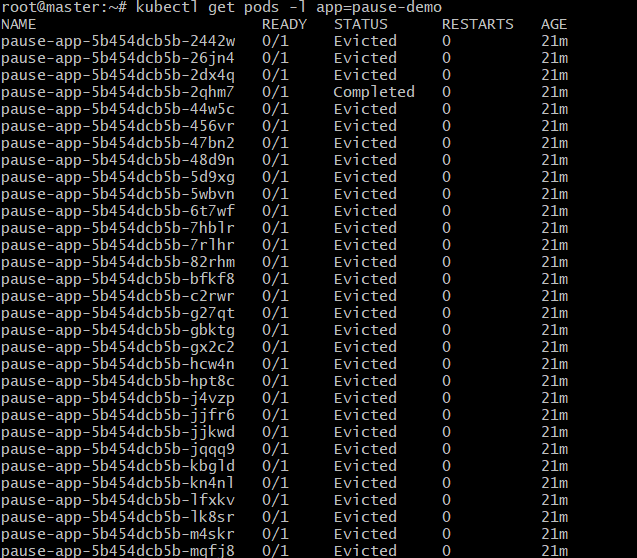 root@master:~# kubectl get pods -l app=pause-demo
NAME READY STATUS RESTARTS AGE
pause-app-5b454dcb5b-2442w 0/1 Evicted 0 21m
pause-app-5b454dcb5b-26jn4 0/1 Evicted 0 21m
pause-app-5b454dcb5b-2dx4q 0/1 Evicted 0 21m
pause-app-5b454dcb5b-2qhm7 0/1 Completed 0 21m
pause-app-5b454dcb5b-44w5c 0/1 Evicted 0 21m
pause-app-5b454dcb5b-456vr 0/1 Evicted 0 21m
pause-app-5b454dcb5b-47bn2 0/1 Evicted 0 21m
pause-app-5b454dcb5b-48d9n 0/1 Evicted 0 21m
pause-app-5b454dcb5b-5d9xg 0/1 Evicted 0 21m
pause-app-5b454dcb5b-5wbvn 0/1 Evicted 0 21m
pause-app-5b454dcb5b-6t7wf 0/1 Evicted 0 21m
pause-app-5b454dcb5b-7hblr 0/1 Evicted 0 21m
pause-app-5b454dcb5b-7rlhr 0/1 Evicted 0 21m
pause-app-5b454dcb5b-82rhm 0/1 Evicted 0 21m
pause-app-5b454dcb5b-bfkf8 0/1 Evicted 0 21m
pause-app-5b454dcb5b-c2rwr 0/1 Evicted 0 21m
pause-app-5b454dcb5b-g27qt 0/1 Evicted 0 21m
pause-app-5b454dcb5b-gbktg 0/1 Evicted 0 21m
pause-app-5b454dcb5b-gx2c2 0/1 Evicted 0 21m
pause-app-5b454dcb5b-hcw4n 0/1 Evicted 0 21m
pause-app-5b454dcb5b-hpt8c 0/1 Evicted 0 21m
pause-app-5b454dcb5b-j4vzp 0/1 Evicted 0 21m
pause-app-5b454dcb5b-jjfr6 0/1 Evicted 0 21m
pause-app-5b454dcb5b-jjkwd 0/1 Evicted 0 21m
pause-app-5b454dcb5b-jqqq9 0/1 Evicted 0 21m
pause-app-5b454dcb5b-kbgld 0/1 Evicted 0 21m
pause-app-5b454dcb5b-kn4nl 0/1 Evicted 0 21m
pause-app-5b454dcb5b-lfxkv 0/1 Evicted 0 21m
pause-app-5b454dcb5b-lk8sr 0/1 Evicted 0 21m
pause-app-5b454dcb5b-m4skr 0/1 Evicted 0 21m
pause-app-5b454dcb5b-mqfj8 0/1 Evicted 0 21m